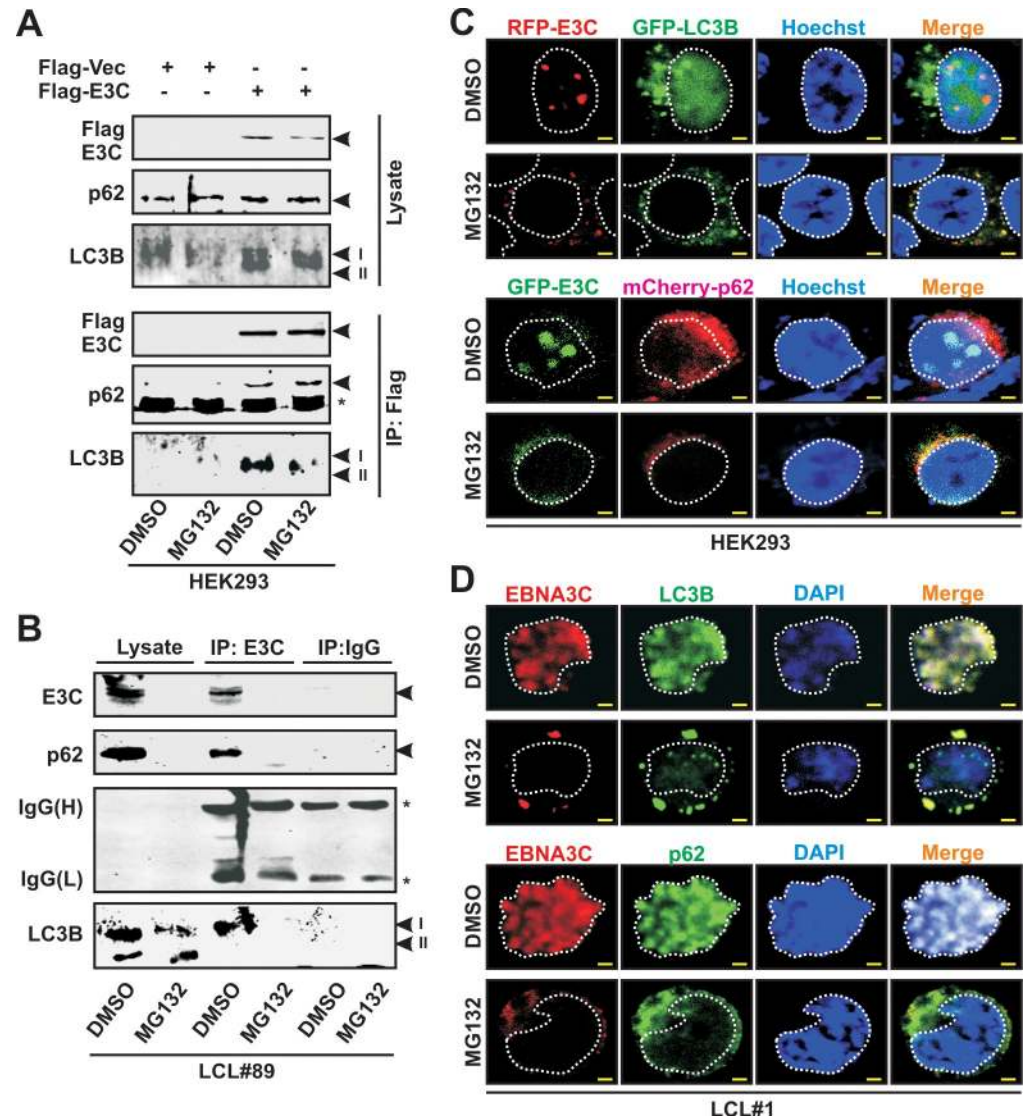 A
Flag-Vec + + - -
Flag-E3C - - + +
Flag
E3C
p62
LC3B
I
II
Lysate
Flag
E3C
p62
*
LC3B
I
II
IP: Flag
DMSO MG132 DMSO MG132
HEK293
B
Lysate IP: E3C IP:IgG
E3C
p62
IgG(H) *
IgG(L) *
LC3B
I
II
DMSO MG132 DMSO MG132 DMSO MG132
LCL#89
C
RFP-E3C GFP-LC3B Hoechst Merge
DMSO
MG132
GFP-E3C mCherry-p62 Hoechst Merge
DMSO
MG132
HEK293
D
EBNA3C LC3B DAPI Merge
DMSO
MG132
EBNA3C p62 DAPI Merge
DMSO
MG132
LCL#1